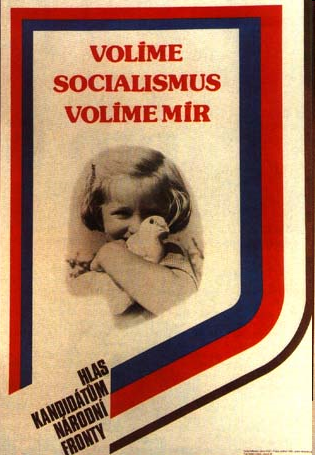 VOLÍME
SOCIALISMUS
VOLÍME MÍR
HLAS
KANDIDÁTŮM
NÁRODNÍ
FRONTY